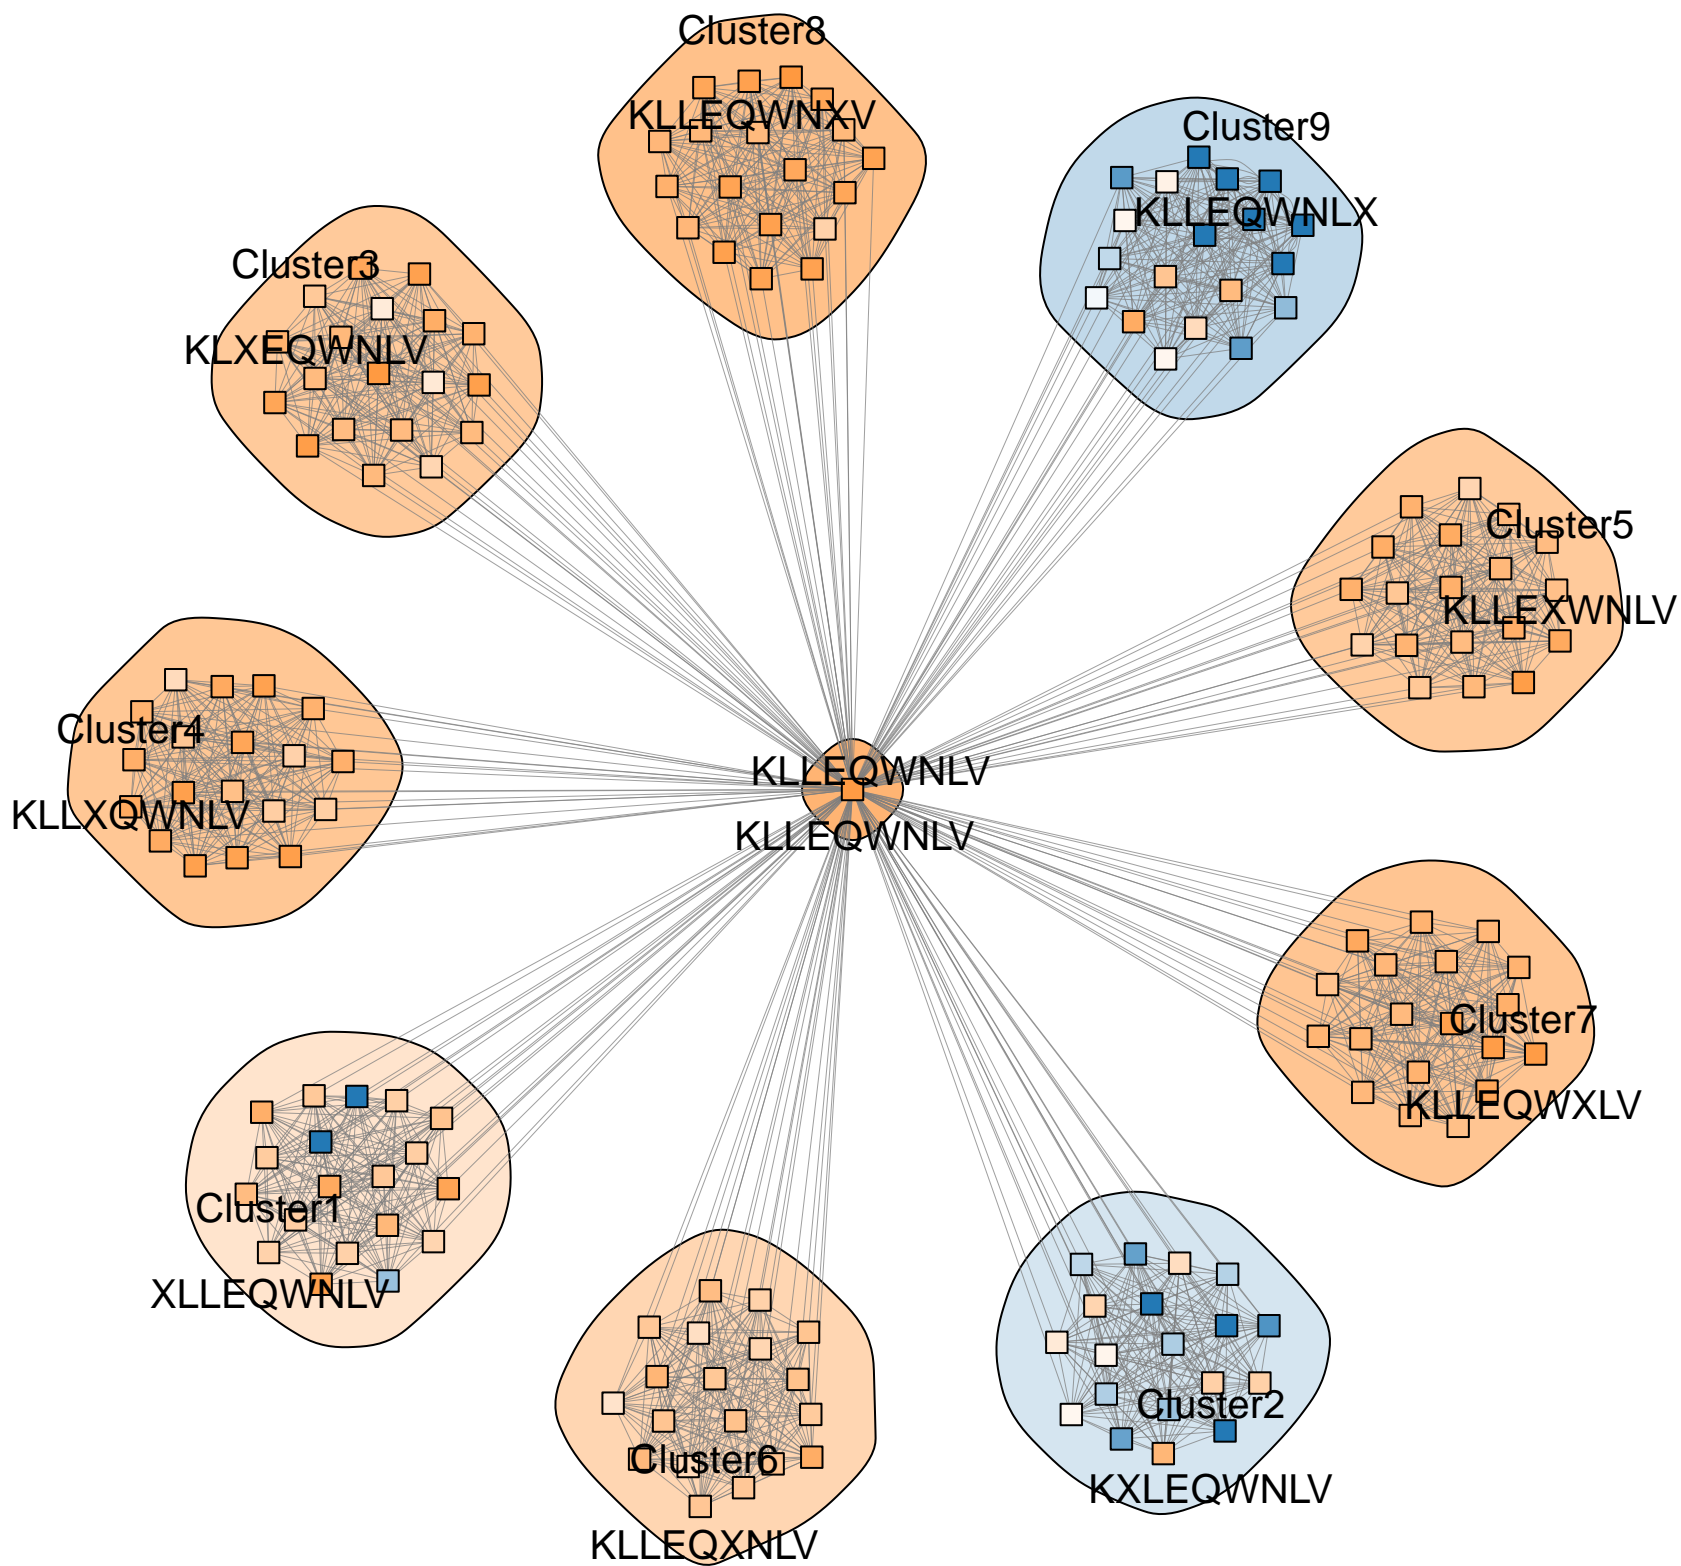 Cluster8
KLLEQWNXV
Cluster9
KLLEQWNLX
Cluster3
KLXEQWNLV
Cluster5
KLLEXWNLV
Cluster4
KLLXQWNLV
KLLEQWNLV
KLLEQWNLV
Cluster7
KLLEQWXLV
Cluster1
XLLEQWNLV
Cluster2
KXLEQWNLV
Cluster6
KLLEQXNLV